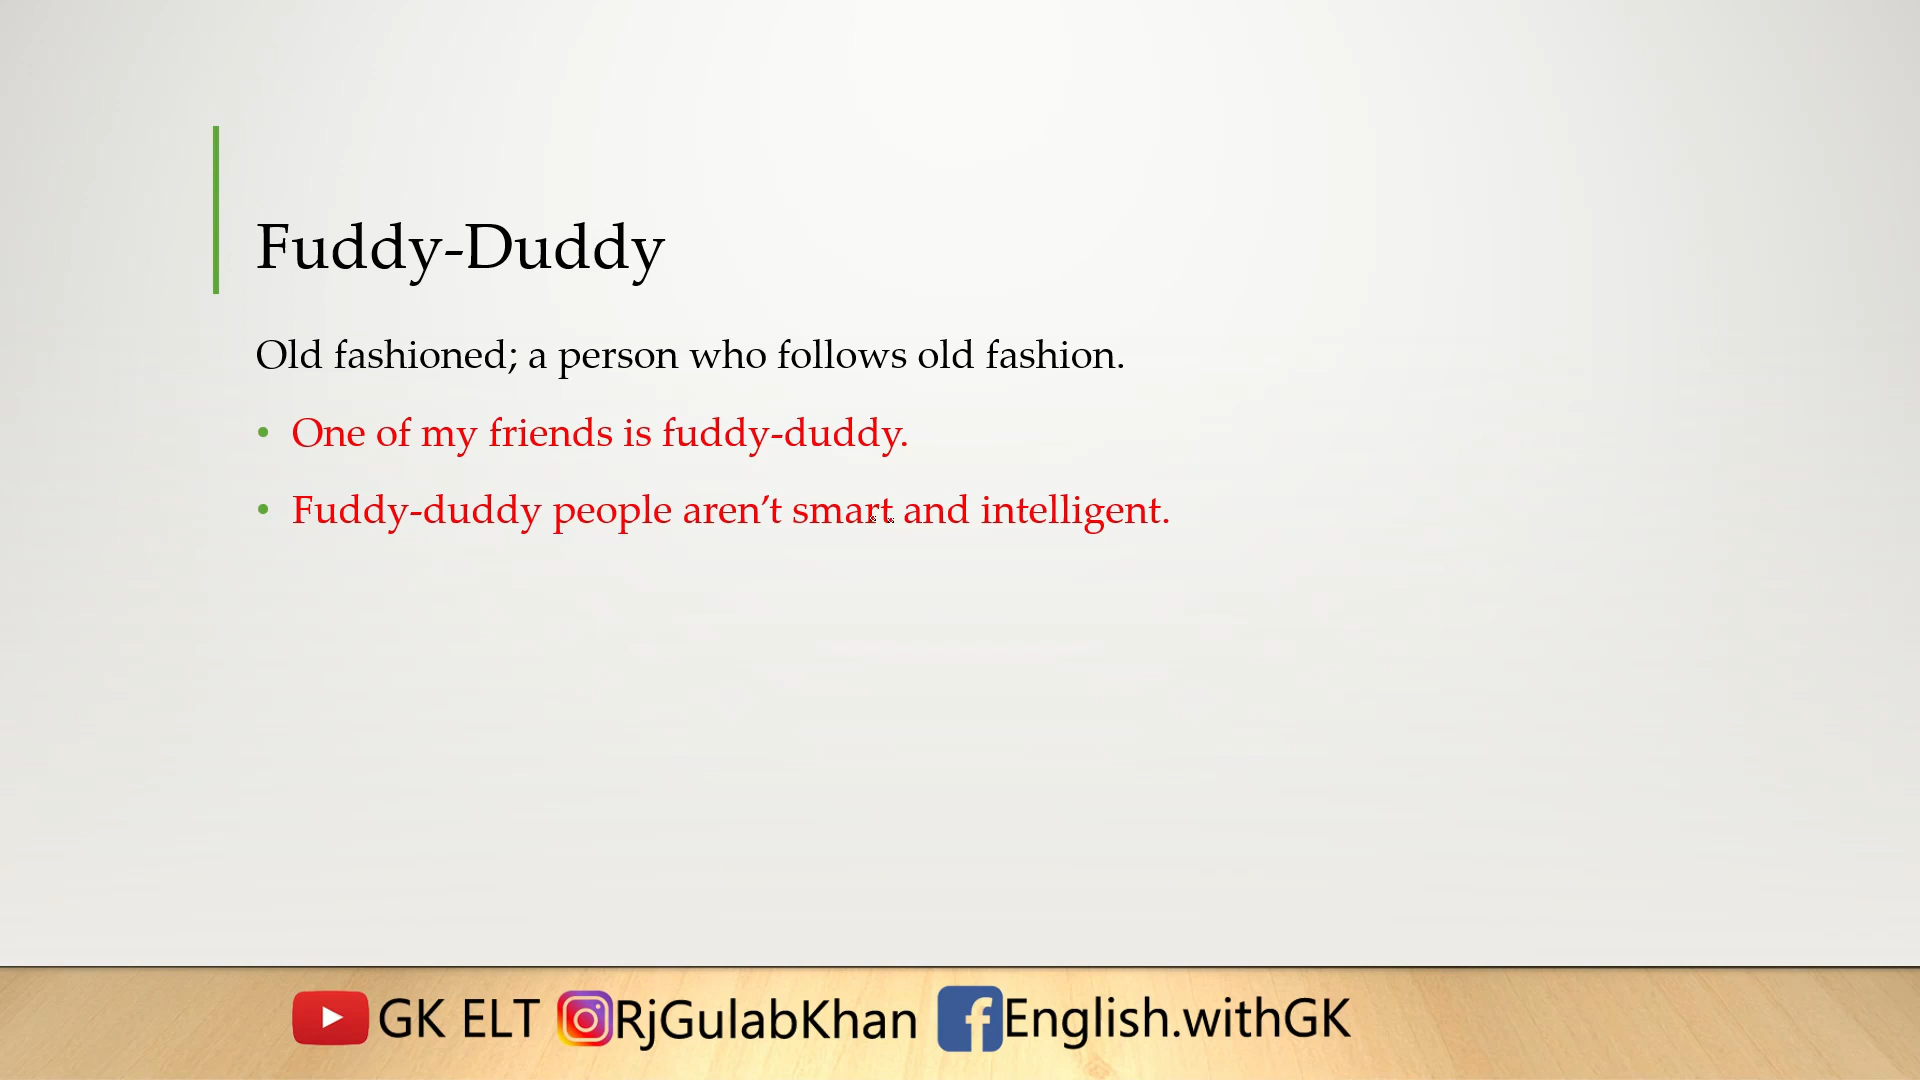 Fuddy-Duddy
Old fashioned; a person who follows old fashion.
• One of my friends is fuddy-duddy.
• Fuddy-duddy people aren’t smart and intelligent.
GK ELT RjGulabKhan English.withGK